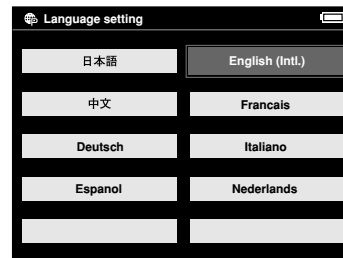 Language setting
日本語
English (Intl.)
中文
Francais
Deutsch
Italiano
Espanol
Nederlands